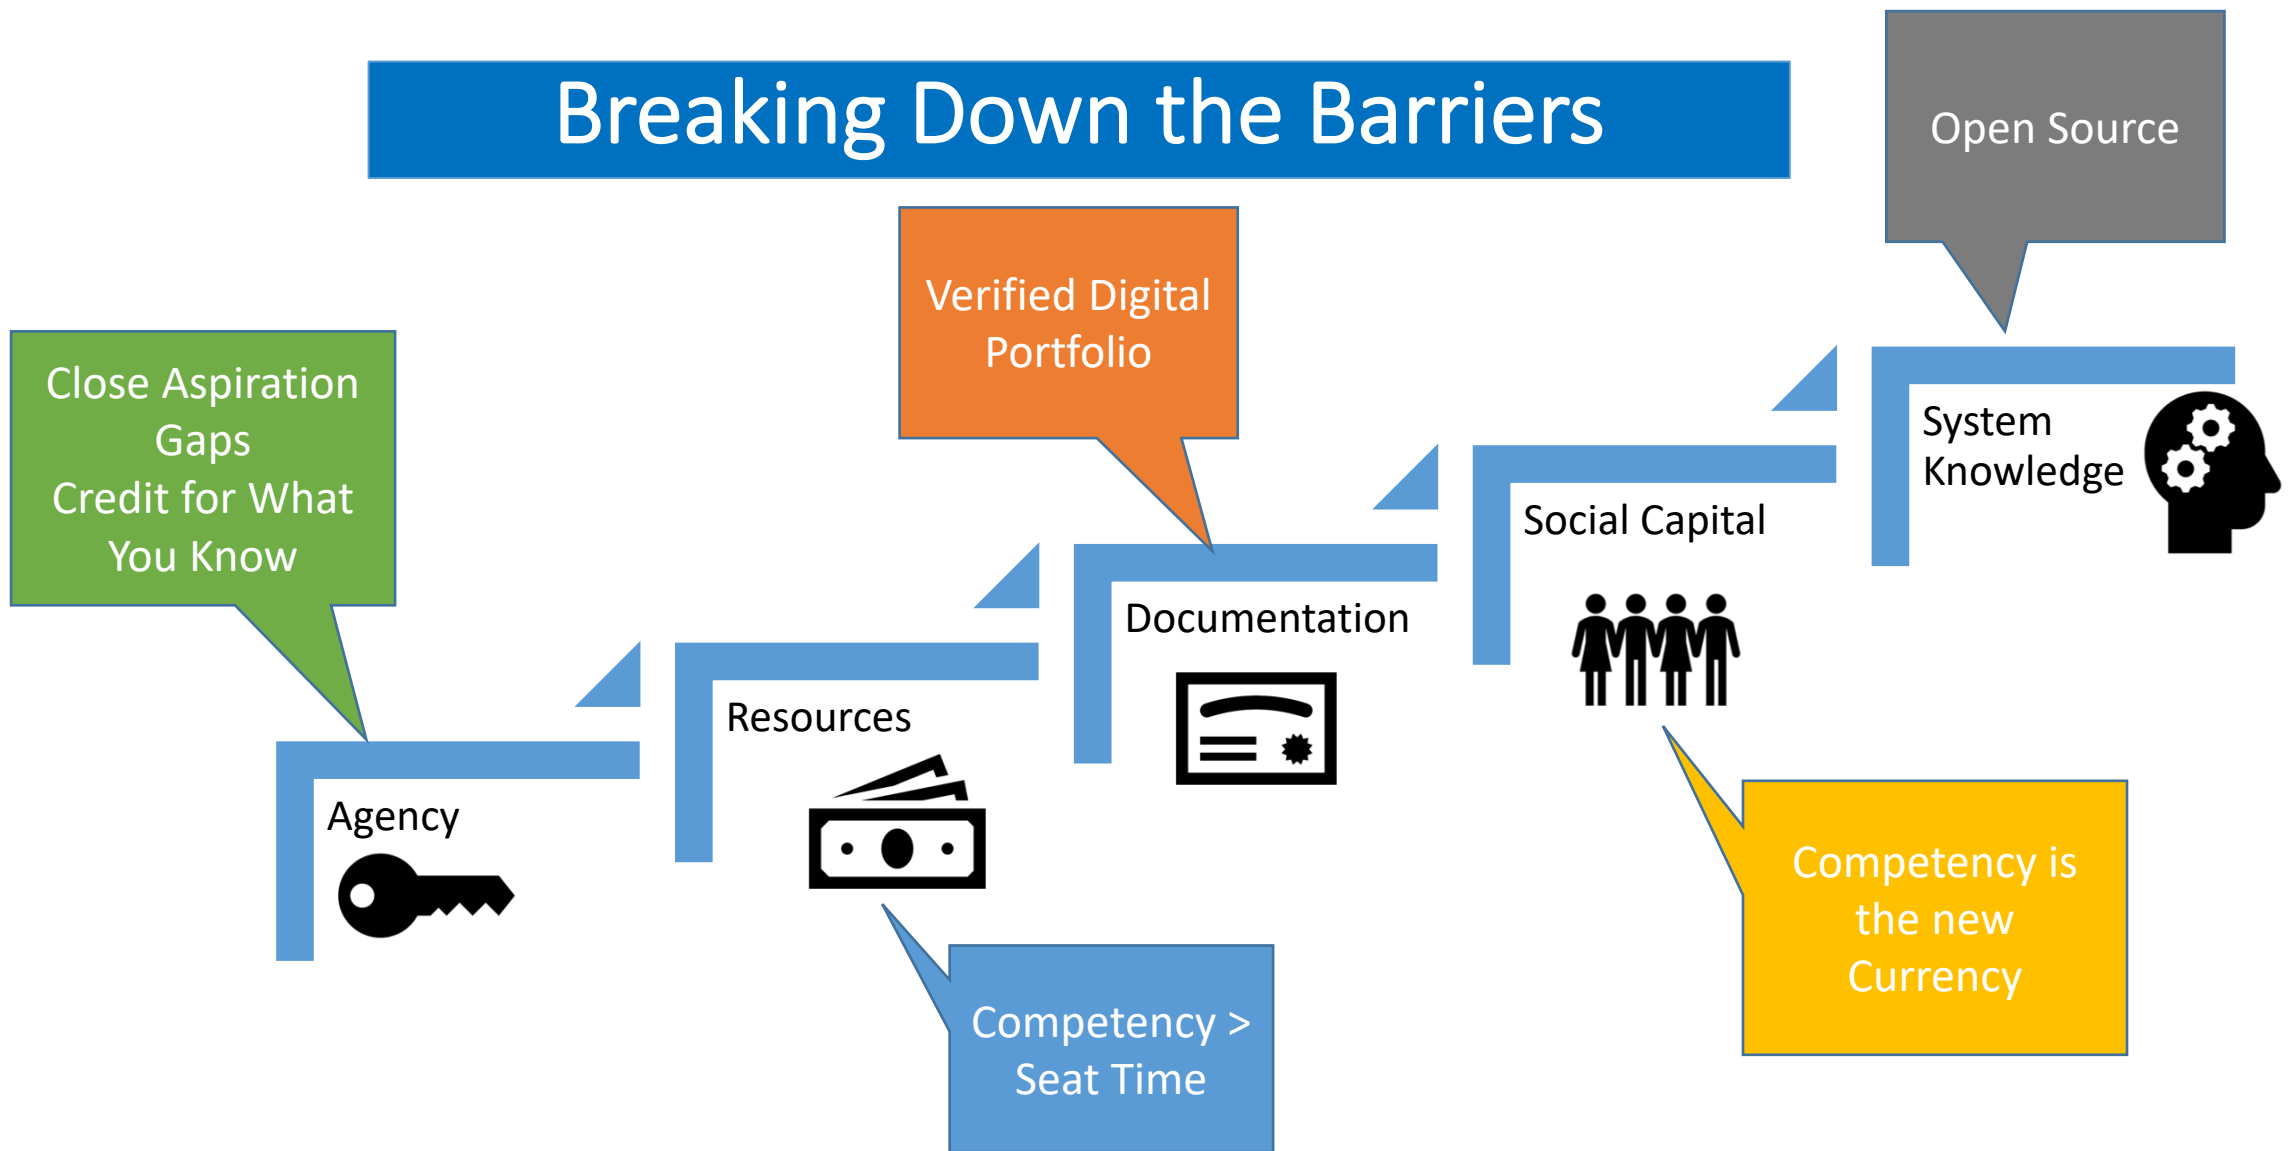 Breaking Down the Barriers
Open Source
Verified Digital
Portfolio
Close Aspiration
Gaps
Credit for What
You Know
System
Knowledge
Social Capital
Documentation
Resources
Agency
Competency is
the new
Currency
Competency >
Seat Time